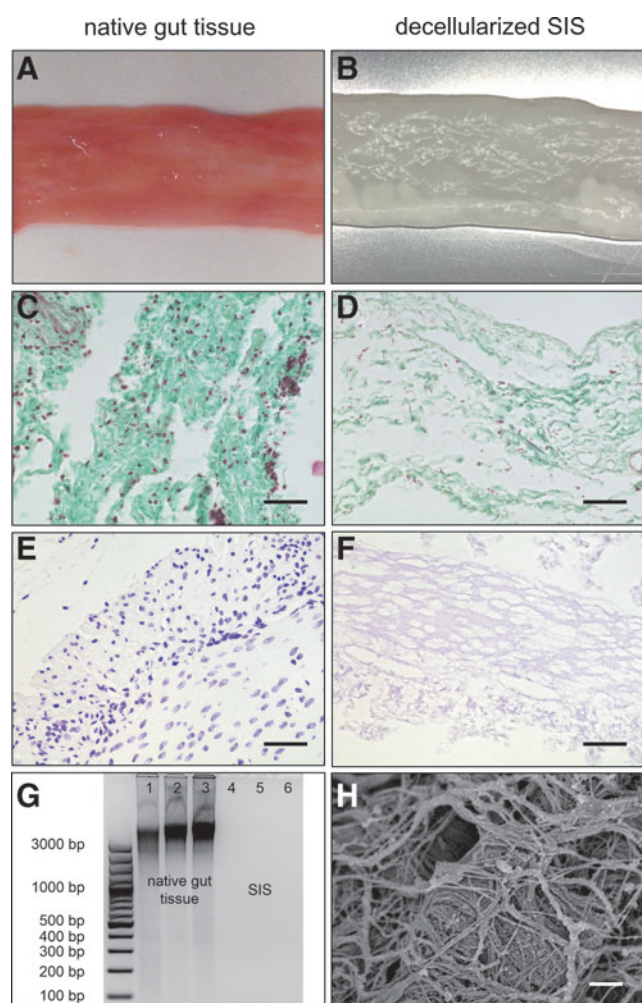 native gut tissue
decellularized SIS
A
B
C
D
E
F
G
1 2 3 4 5 6
3000 bp
1000 bp
500 bp
400 bp
300 bp
200 bp
100 bp
native gut
tissue
SIS
H